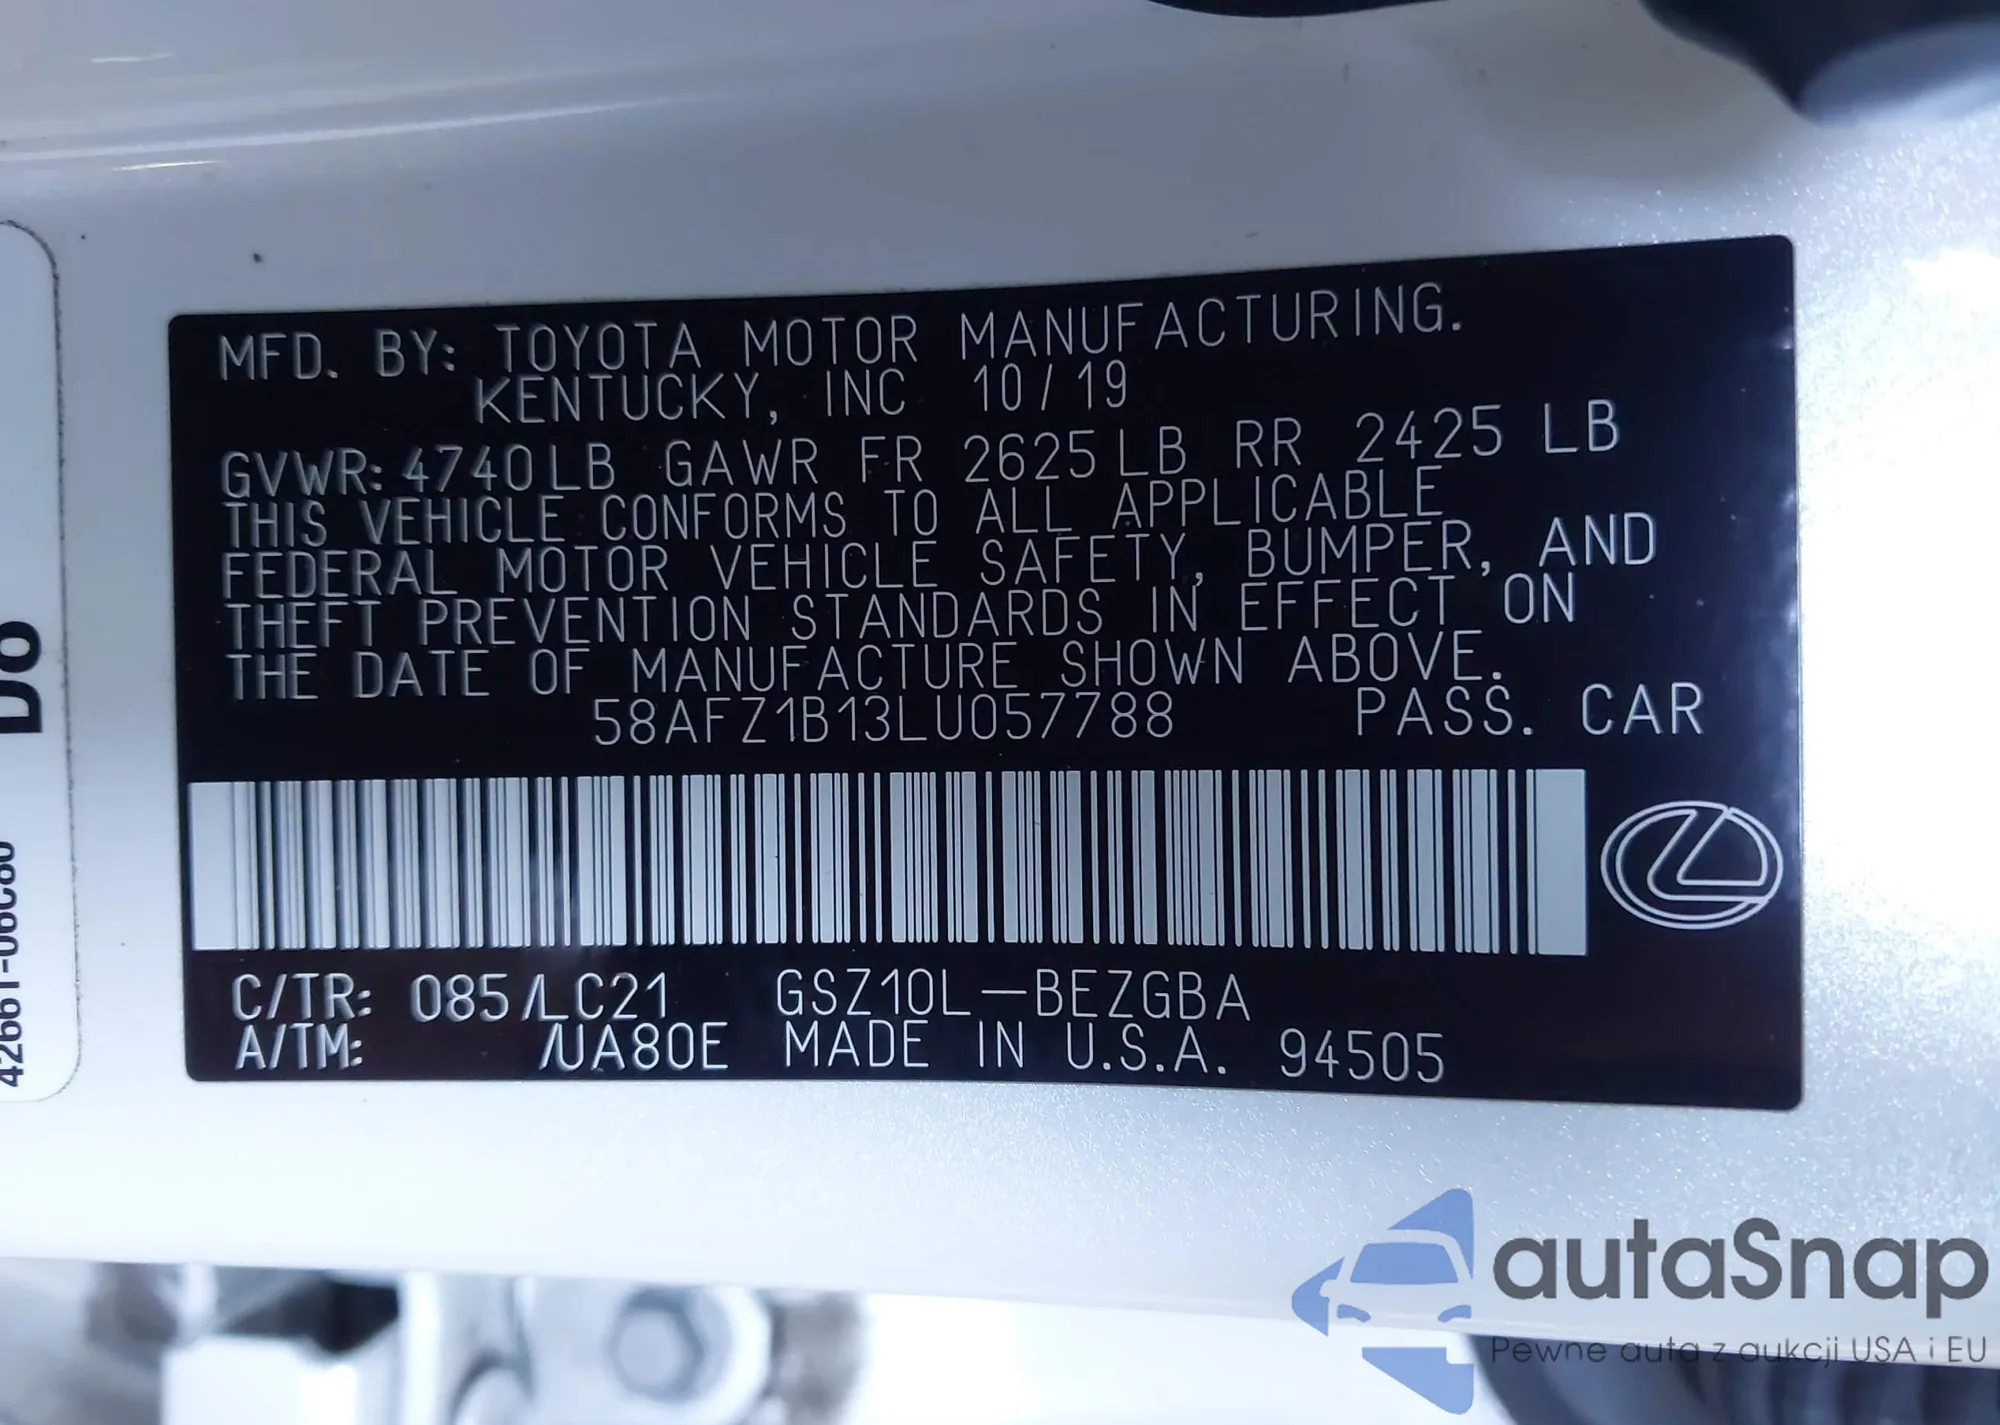 MFD. BY: TOYOTA MOTOR MANUFACTURING.
KENTUCKY, INC 10/19
GVWR: 4740LB GAWR FR 2625LB RR 2425 LB
THIS VEHICLE CONFORMS TO ALL APPLICABLE
FEDERAL MOTOR VEHICLE SAFETY, BUMPER, AND
THEFT PREVENTION STANDARDS IN EFFECT ON
THE DATE OF MANUFACTURE SHOWN ABOVE.
58AFZ1B13LU057788 PASS. CAR
C/TR: 085/LC21 GSZ10L-BEZGBA
A/TM: /UA80E MADE IN U.S.A. 94505
autaSnap
Pewne auta z aukcji USA i EU